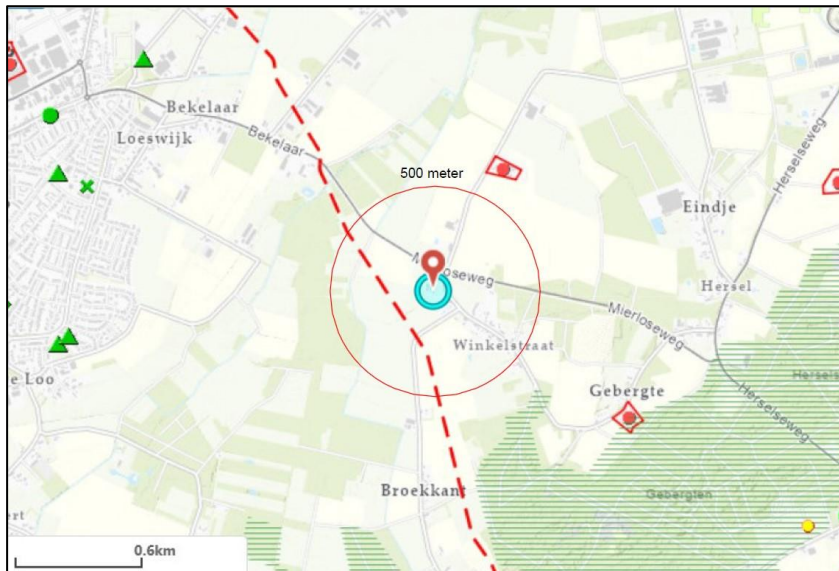 Bekelaar
Loeswijk
Bekelaar
500 meter
Herselseweg
Eindje
Mierloseweg
Hersel
Mierloseweg
Winkelstraat
e Loo
Gebergte
Herselseweg
Broekkant
Gebergten
0.6km